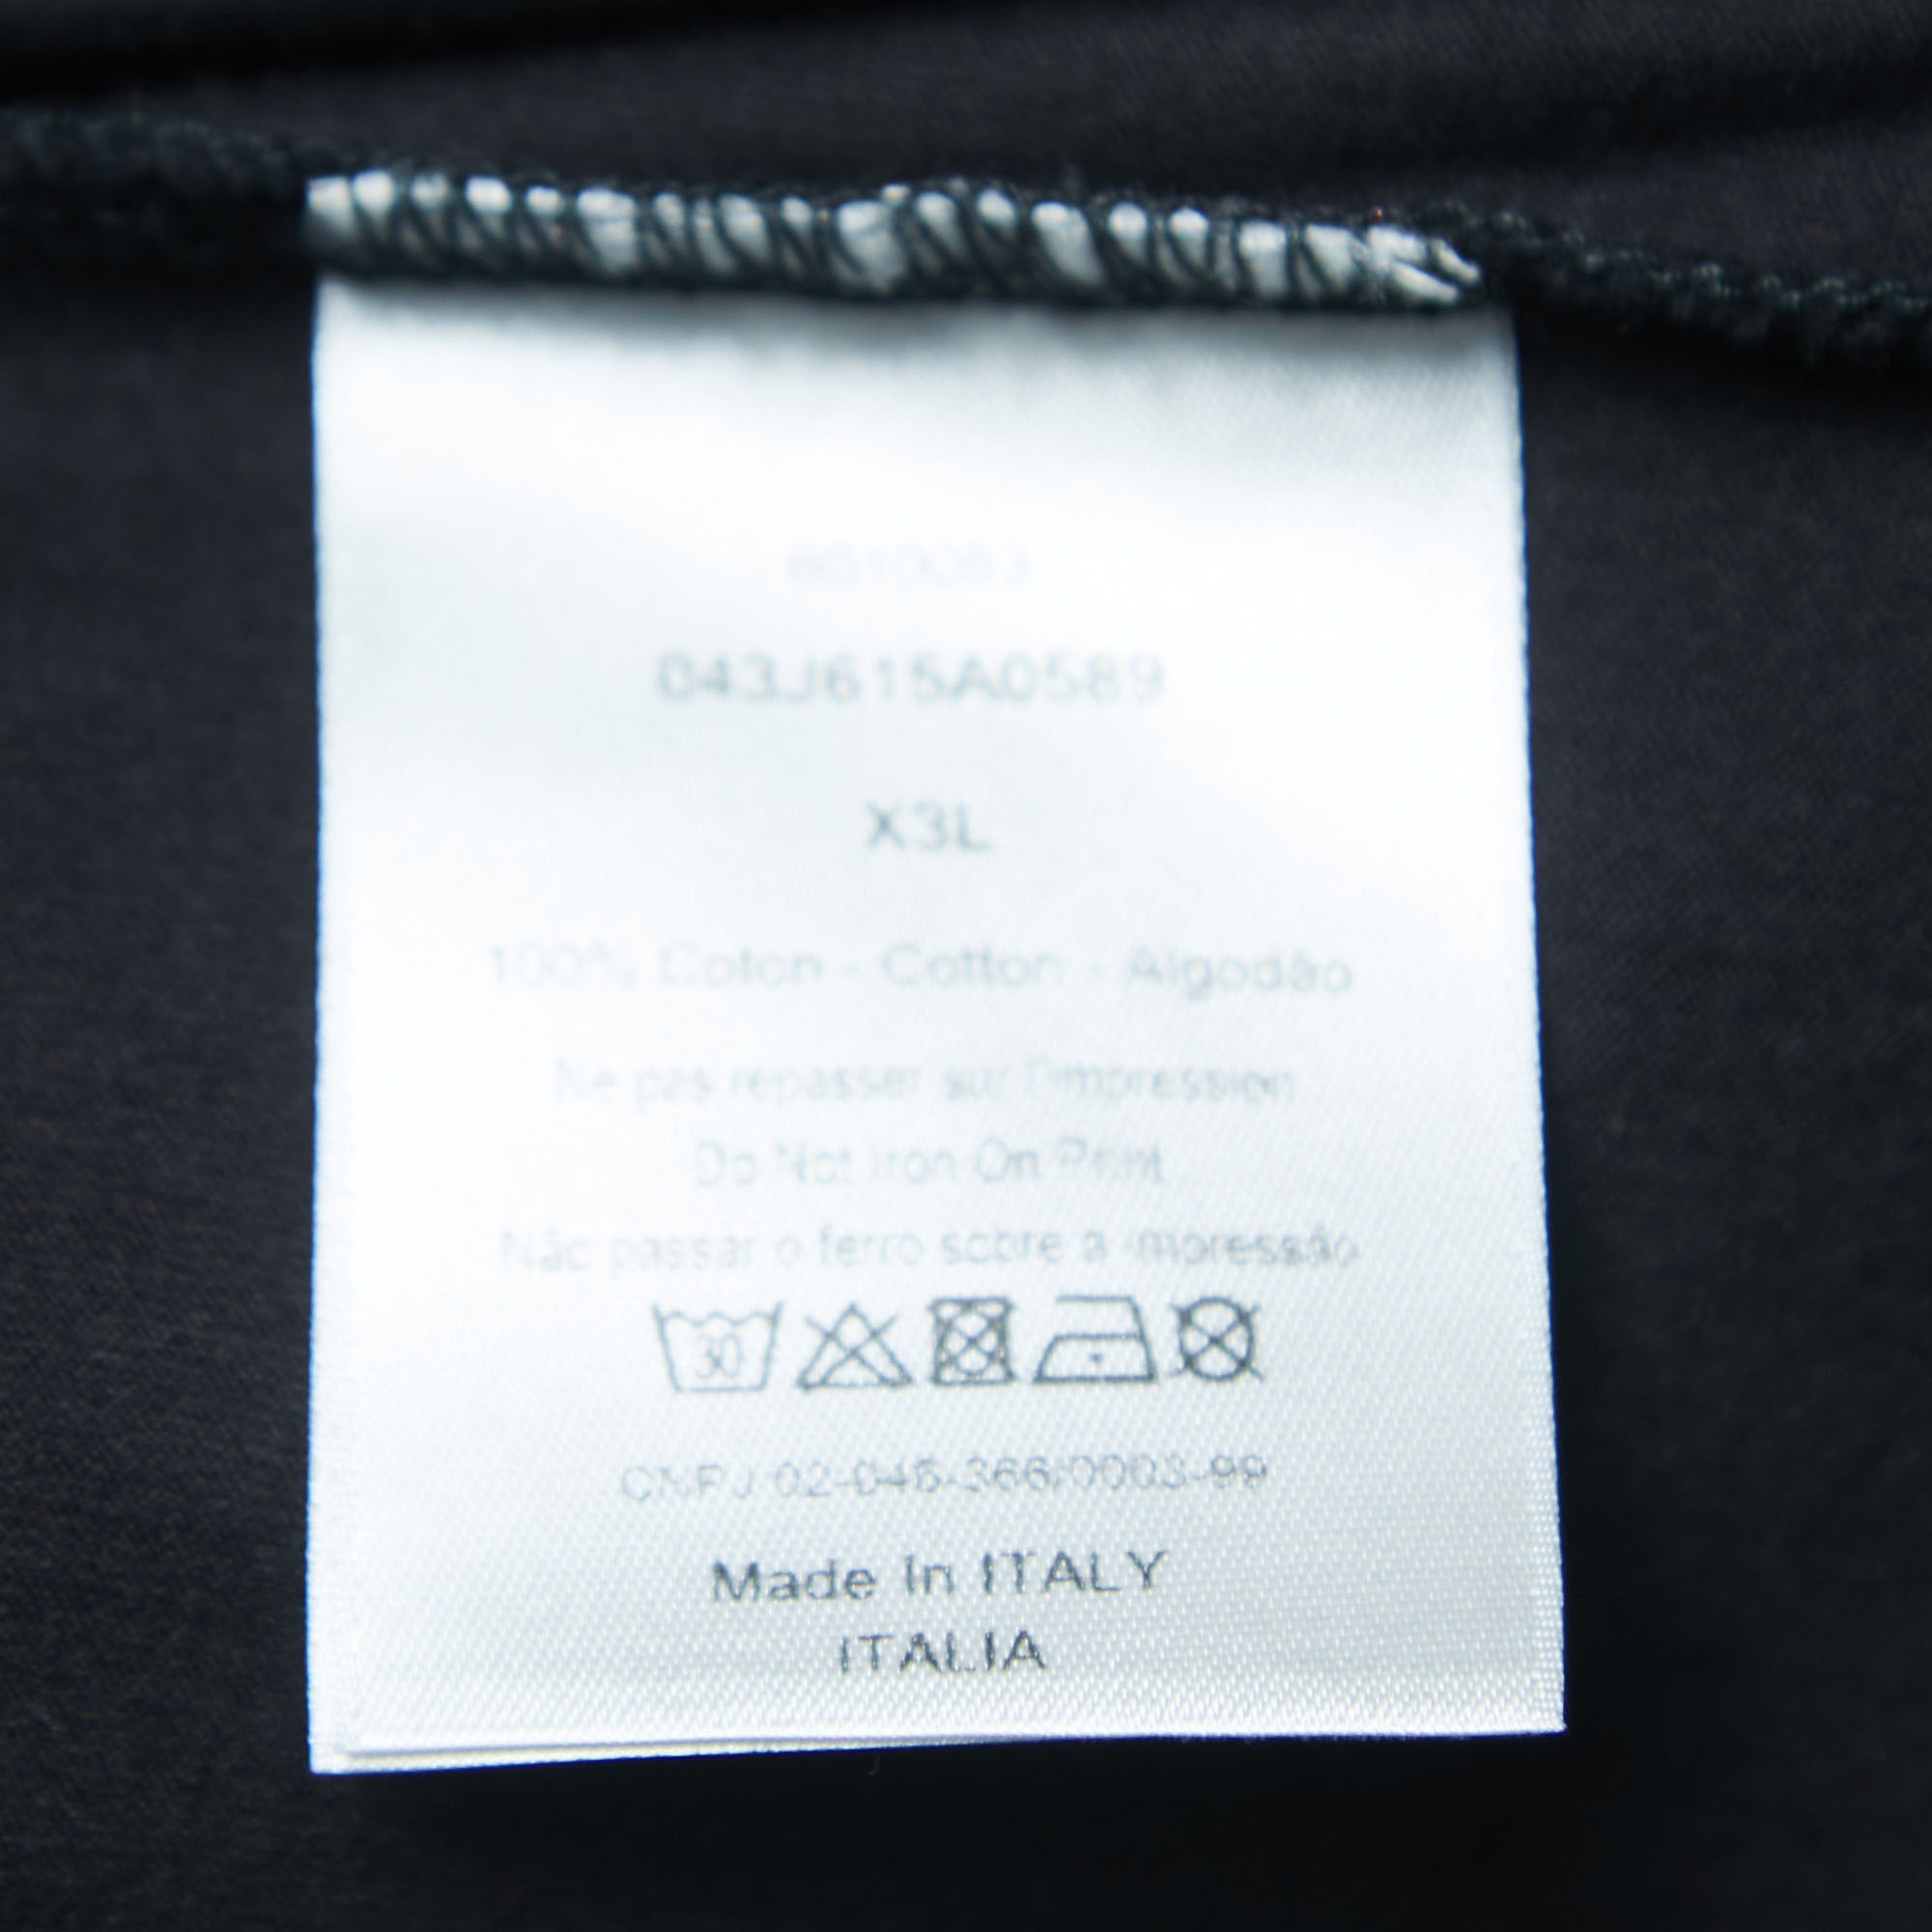 8010083
043J615A0589
X3L
100% Coton - Cotton - Algodão
Ne pas repasser sur l'impression
Do Not Iron On Print
Não passar o ferro sobre a impressão
30
CNPJ 02-046-366/0003-99
Made in ITALY
ITALIA